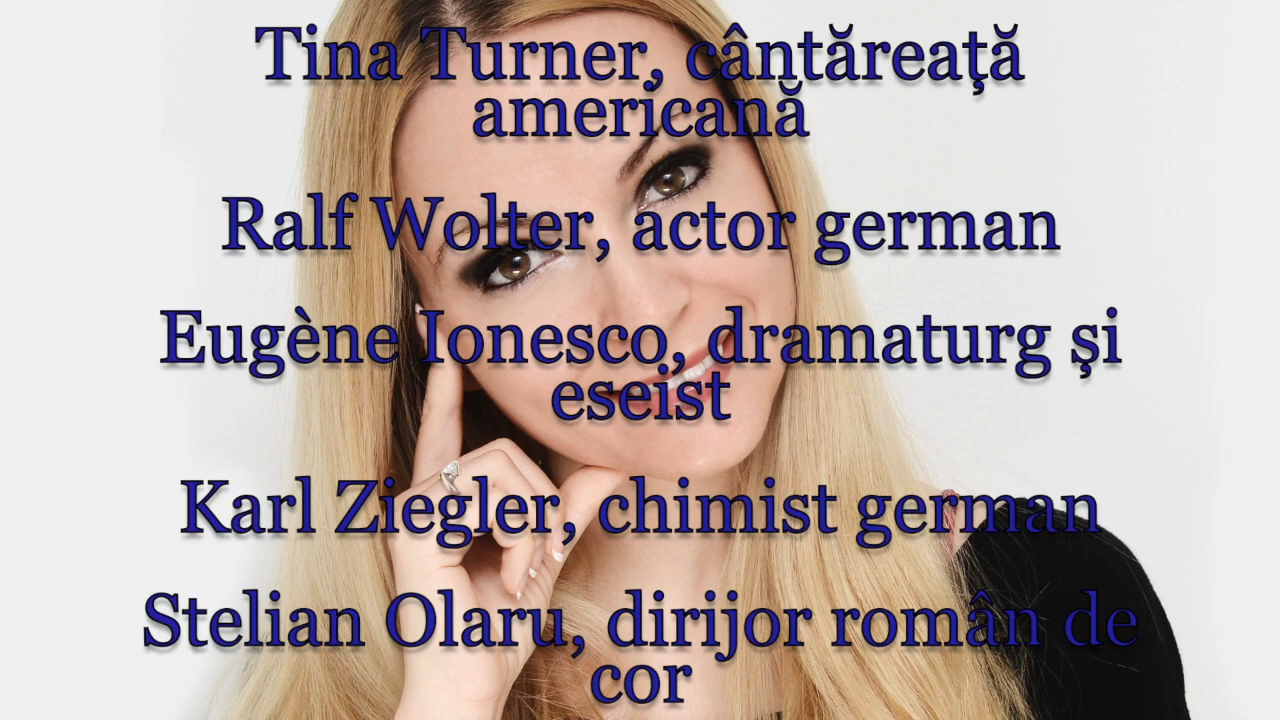 Tina Turner, cântăreață
americană
Ralf Wolter, actor german
Eugène Ionesco, dramaturg și
eseist
Karl Ziegler, chimist german
Stelian Olaru, dirijor român de
cor